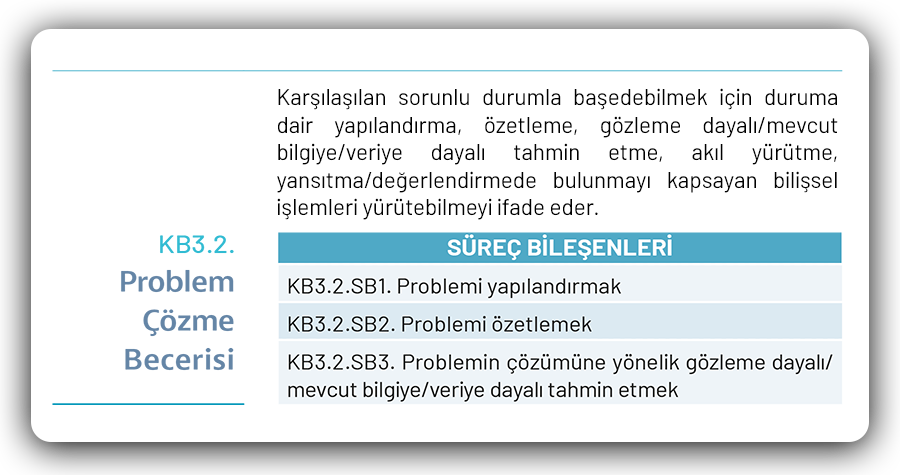 Karşılaşılan sorunlu durumla başedebilmek için duruma
dair yapılandırma, özetleme, gözleme dayalı/mevcut
bilgiye/veriye dayalı tahmin etme, akıl yürütme,
yansıtma/değerlendirmede bulunmayı kapsayan bilişsel
işlemleri yürütebilmeyi ifade eder.
KB3.2.
Problem
Çözme
Becerisi
SÜREÇ BİLEŞENLERİ
KB3.2.SB1. Problemi yapılandırmak
KB3.2.SB2. Problemi özetlemek
KB3.2.SB3. Problemin çözümüne yönelik gözleme dayalı/
mevcut bilgiye/veriye dayalı tahmin etmek